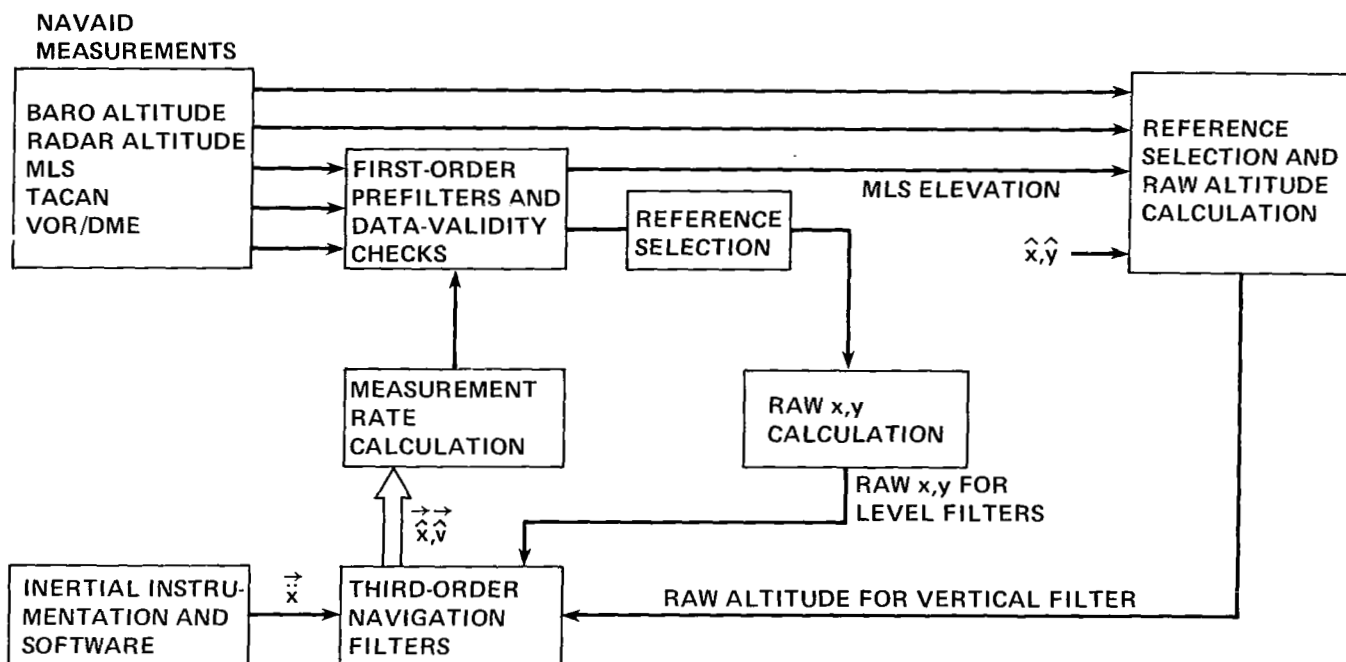 NAVAID
MEASUREMENTS
BARO ALTITUDE
RADAR ALTITUDE
MLS
TACAN
VOR/DME
FIRST-ORDER
PREFILTERS AND
DATA-VALIDITY
CHECKS
MLS ELEVATION
REFERENCE
SELECTION
REFERENCE
SELECTION AND
RAW ALTITUDE
CALCULATION
x̂,ŷ
MEASUREMENT
RATE
CALCULATION
RAW x,y
CALCULATION
RAW x,y FOR
LEVEL FILTERS
x̂⃗,v̂⃗
INERTIAL INSTRU-
MENTATION AND
SOFTWARE
ẍ⃗
THIRD-ORDER
NAVIGATION
FILTERS
RAW ALTITUDE FOR VERTICAL FILTER